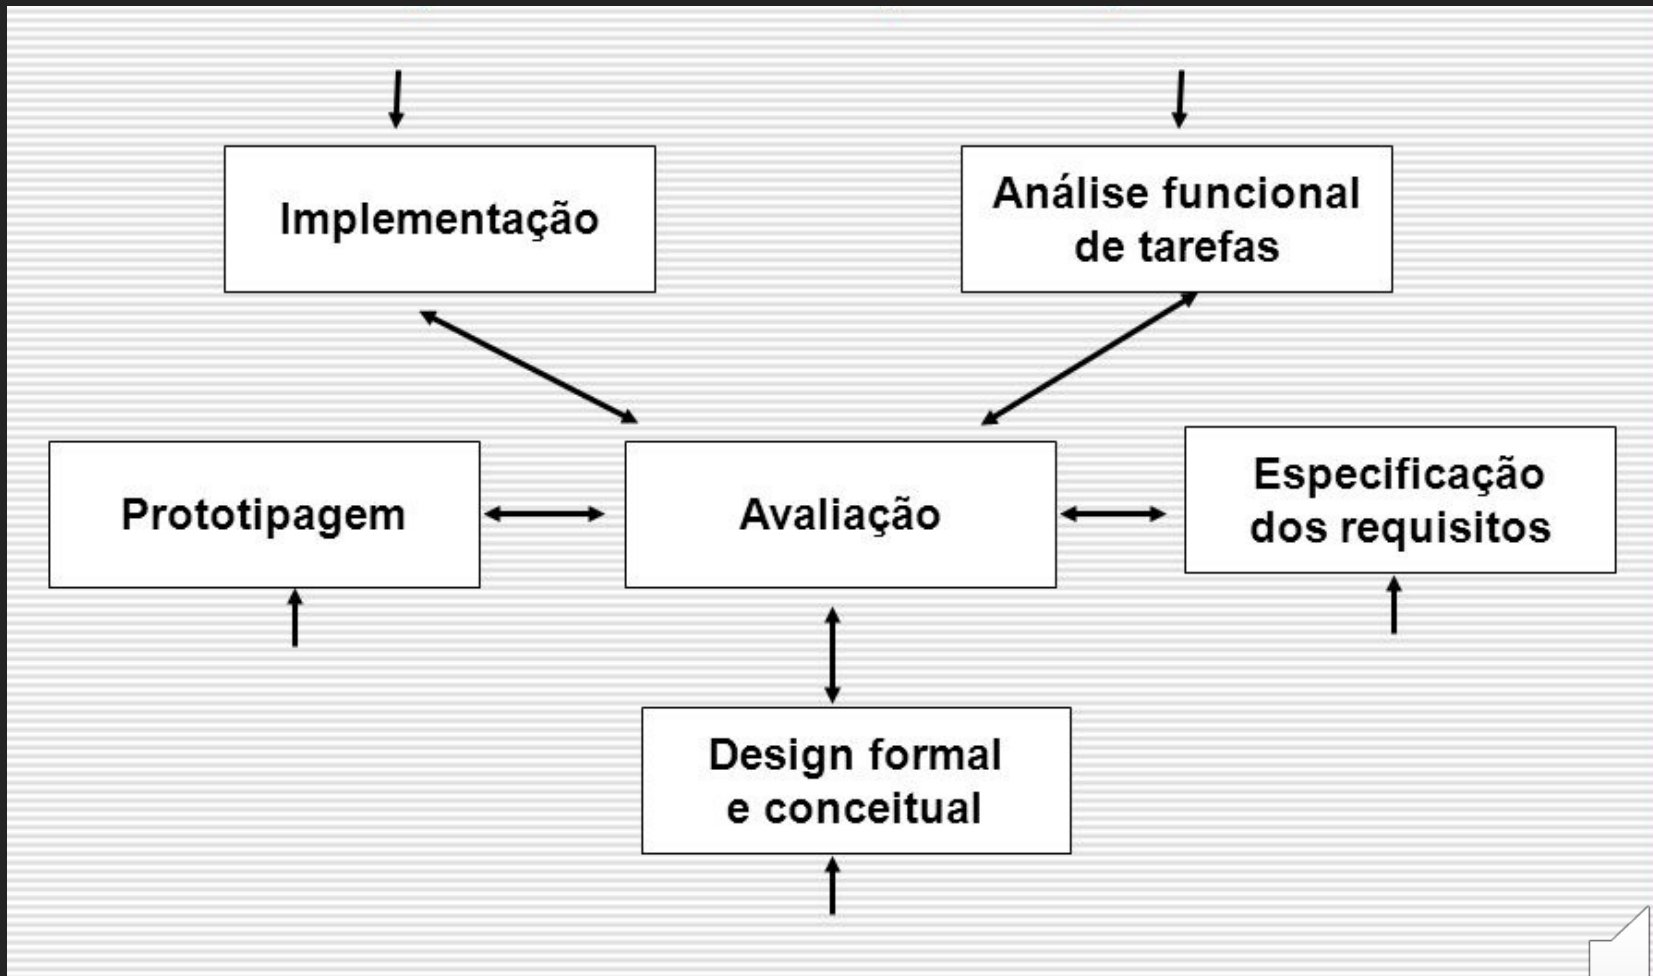 Implementação
Análise funcional
de tarefas
Prototipagem
Avaliação
Especificação
dos requisitos
Design formal
e conceitual